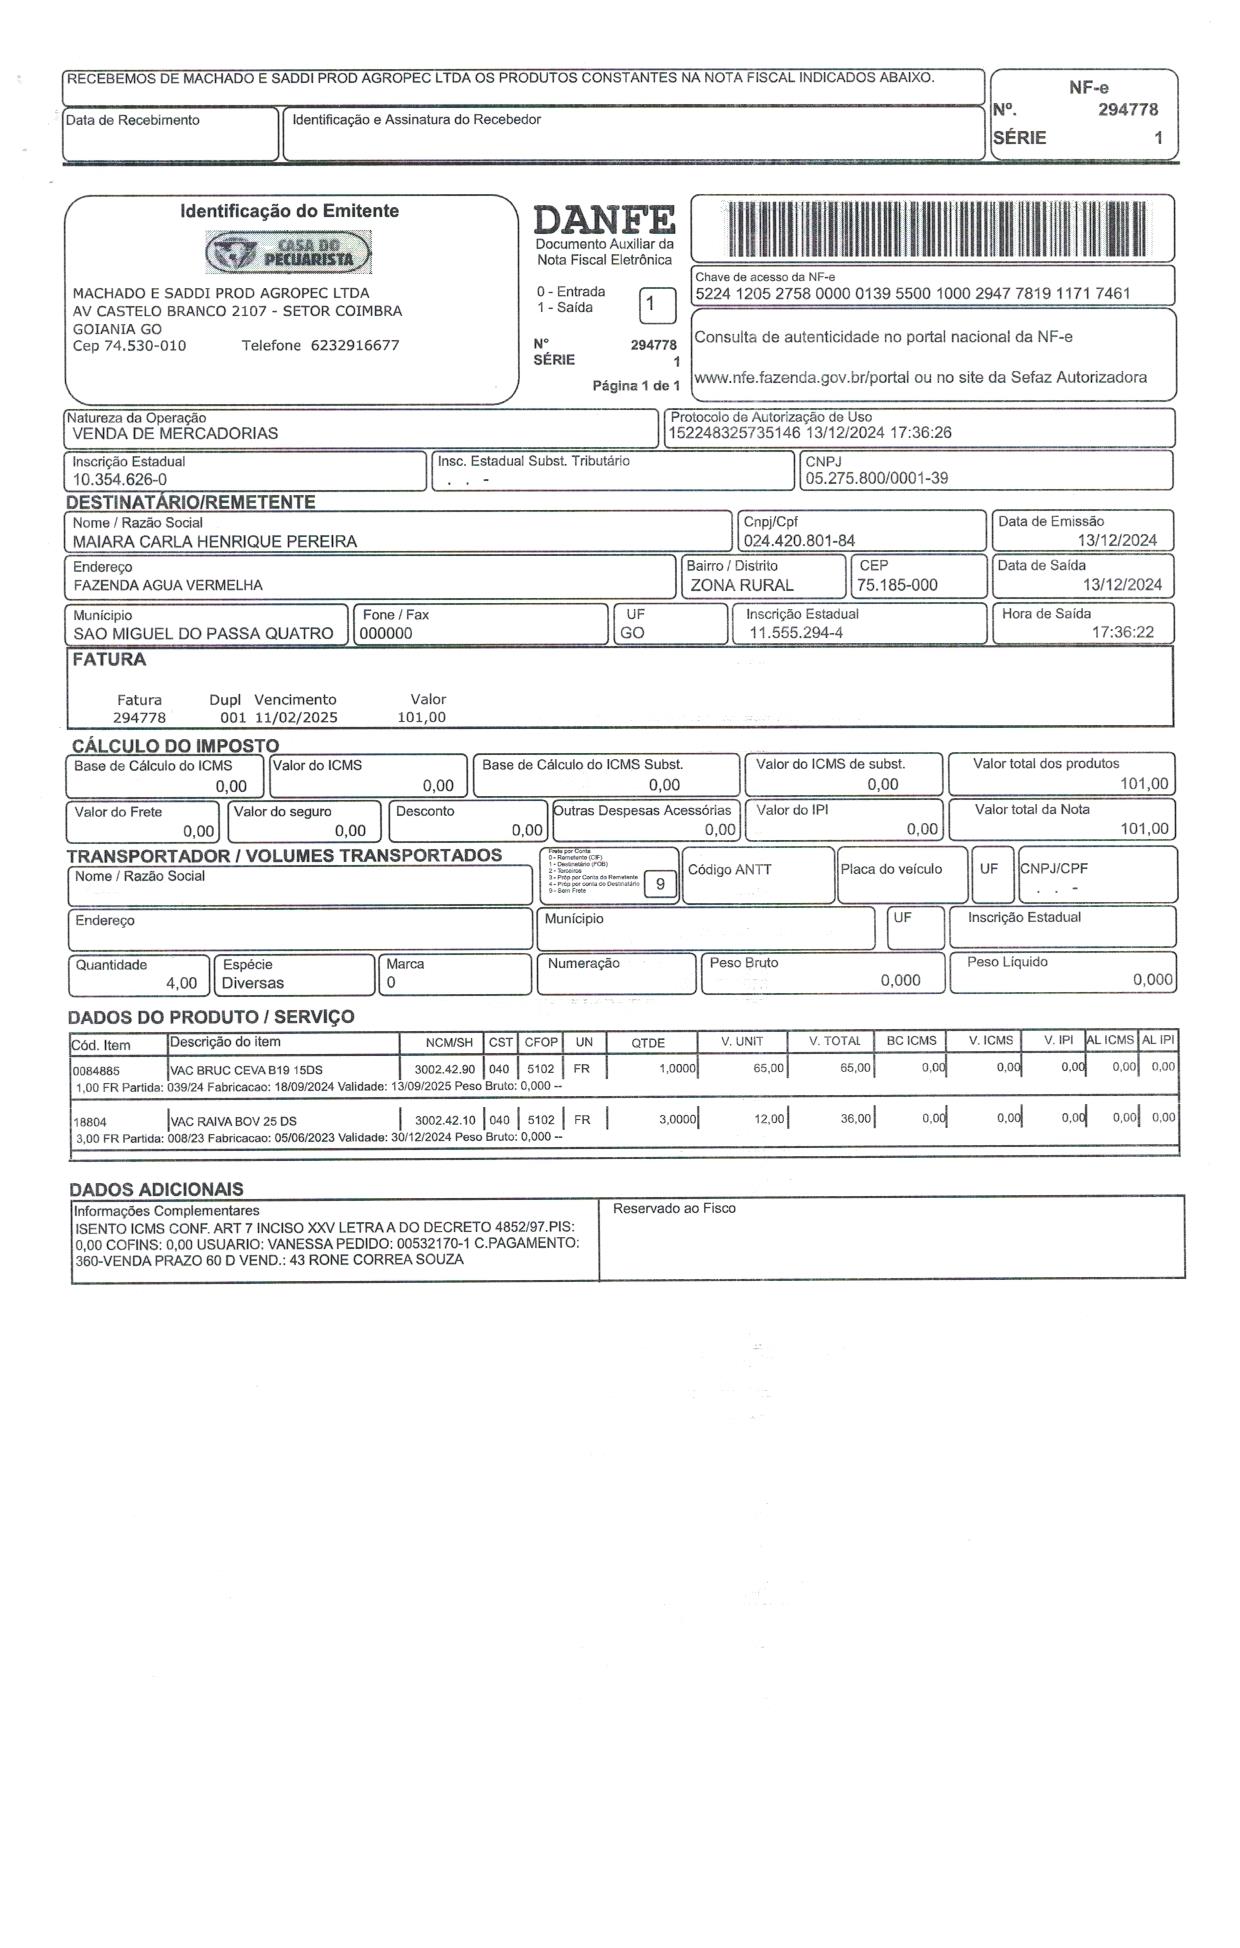 RECEBEMOS DE MACHADO E SADDI PROD AGROPEC LTDA OS PRODUTOS CONSTANTES NA NOTA FISCAL INDICADOS ABAIXO.
NF-e
Nº. 294778
SÉRIE 1
Data de Recebimento
Identificação e Assinatura do Recebedor
Identificação do Emitente
CASA DO
PECUARISTA
MACHADO E SADDI PROD AGROPEC LTDA
AV CASTELO BRANCO 2107 - SETOR COIMBRA
GOIANIA GO
Cep 74.530-010 Telefone 6232916677
DANFE
Documento Auxiliar da
Nota Fiscal Eletrônica
0 - Entrada
1 - Saída
1
Nº 294778
SÉRIE 1
Página 1 de 1
Chave de acesso da NF-e
5224 1205 2758 0000 0139 5500 1000 2947 7819 1171 7461
Consulta de autenticidade no portal nacional da NF-e
www.nfe.fazenda.gov.br/portal ou no site da Sefaz Autorizadora
Natureza da Operação
VENDA DE MERCADORIAS
Protocolo de Autorização de Uso
152248325735146 13/12/2024 17:36:26
Inscrição Estadual
10.354.626-0
Insc. Estadual Subst. Tributário
. . -
CNPJ
05.275.800/0001-39
DESTINATÁRIO/REMETENTE
Nome / Razão Social
MAIARA CARLA HENRIQUE PEREIRA
Cnpj/Cpf
024.420.801-84
Data de Emissão
13/12/2024
Endereço
FAZENDA AGUA VERMELHA
Bairro / Distrito
ZONA RURAL
CEP
75.185-000
Data de Saída
13/12/2024
Município
SAO MIGUEL DO PASSA QUATRO
Fone / Fax
000000
UF
GO
Inscrição Estadual
11.555.294-4
Hora de Saída
17:36:22
FATURA
Fatura Dupl Vencimento Valor
294778 001 11/02/2025 101,00
CÁLCULO DO IMPOSTO
Base de Cálculo do ICMS
0,00
Valor do ICMS
0,00
Base de Cálculo do ICMS Subst.
0,00
Valor do ICMS de subst.
0,00
Valor total dos produtos
101,00
Valor do Frete
0,00
Valor do seguro
0,00
Desconto
0,00
Outras Despesas Acessórias
0,00
Valor do IPI
0,00
Valor total da Nota
101,00
TRANSPORTADOR / VOLUMES TRANSPORTADOS
Nome / Razão Social
Frete por Conta
0 - Remetente (CIF)
1 - Destinatário (FOB)
2 - Terceiros
3 - Próp por Conta do Remetente
4 - Próp por conta do Destinatário
9 - Sem Frete
9
Código ANTT
Placa do veículo
UF
CNPJ/CPF
. . -
Endereço
Município
UF
Inscrição Estadual
Quantidade
4,00
Espécie
Diversas
Marca
0
Numeração
Peso Bruto
0,000
Peso Líquido
0,000
DADOS DO PRODUTO / SERVIÇO
Cód. Item Descrição do item NCM/SH CST CFOP UN QTDE V. UNIT V. TOTAL BC ICMS V. ICMS V. IPI AL ICMS AL IPI
0084885 VAC BRUC CEVA B19 15DS 3002.42.90 040 5102 FR 1,0000 65,00 65,00 0,00 0,00 0,00 0,00 0,00
1,00 FR Partida: 039/24 Fabricacao: 18/09/2024 Validade: 13/09/2025 Peso Bruto: 0,000 --
18804 VAC RAIVA BOV 25 DS 3002.42.10 040 5102 FR 3,0000 12,00 36,00 0,00 0,00 0,00 0,00 0,00
3,00 FR Partida: 008/23 Fabricacao: 05/06/2023 Validade: 30/12/2024 Peso Bruto: 0,000 --
DADOS ADICIONAIS
Informações Complementares
ISENTO ICMS CONF. ART 7 INCISO XXV LETRA A DO DECRETO 4852/97.PIS:
0,00 COFINS: 0,00 USUARIO: VANESSA PEDIDO: 00532170-1 C.PAGAMENTO:
360-VENDA PRAZO 60 D VEND.: 43 RONE CORREA SOUZA
Reservado ao Fisco